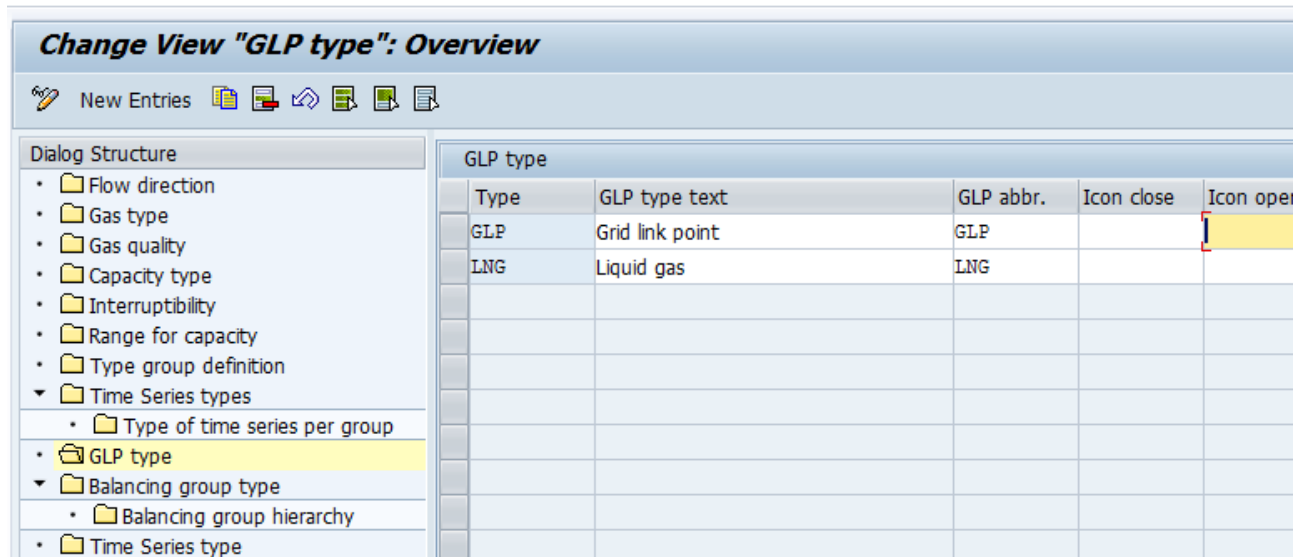 Change View "GLP type": Overview
New Entries
Dialog Structure
Flow direction
Gas type
Gas quality
Capacity type
Interruptibility
Range for capacity
Type group definition
Time Series types
Type of time series per group
GLP type
Balancing group type
Balancing group hierarchy
Time Series type
GLP type
Type GLP type text GLP abbr. Icon close Icon oper
GLP Grid link point GLP
LNG Liquid gas LNG